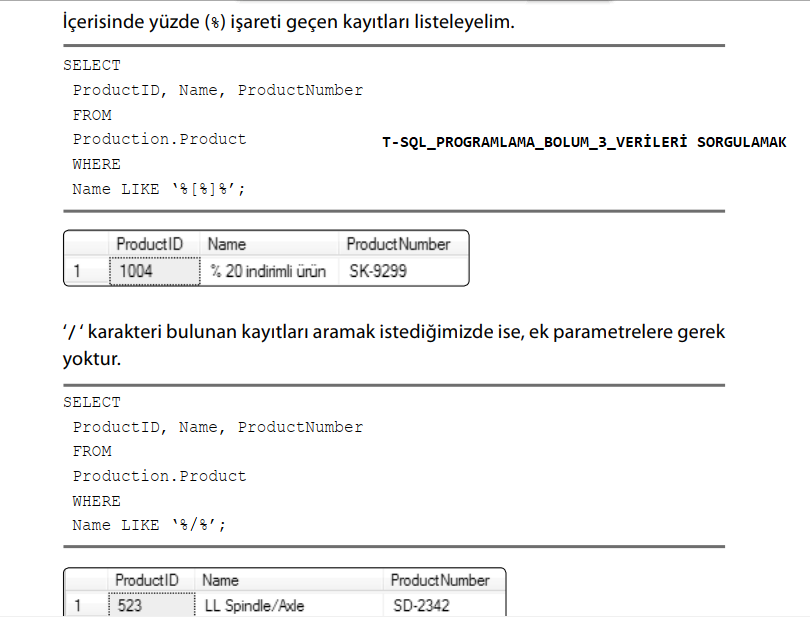 İçerisinde yüzde (%) işareti geçen kayıtları listeleyelim.
SELECT
ProductID, Name, ProductNumber
FROM
Production.Product
T-SQL_PROGRAMLAMA_BOLUM_3_VERİLERİ SORGULAMAK
WHERE
Name LIKE ‘%[%]%’;
ProductID Name ProductNumber
1 1004 % 20 indirimli ürün SK-9299
‘/‘ karakteri bulunan kayıtları aramak istediğimizde ise, ek parametrelere gerek
yoktur.
SELECT
ProductID, Name, ProductNumber
FROM
Production.Product
WHERE
Name LIKE ‘%/%’;
ProductID Name ProductNumber
1 523 LL Spindle/Axle SD-2342